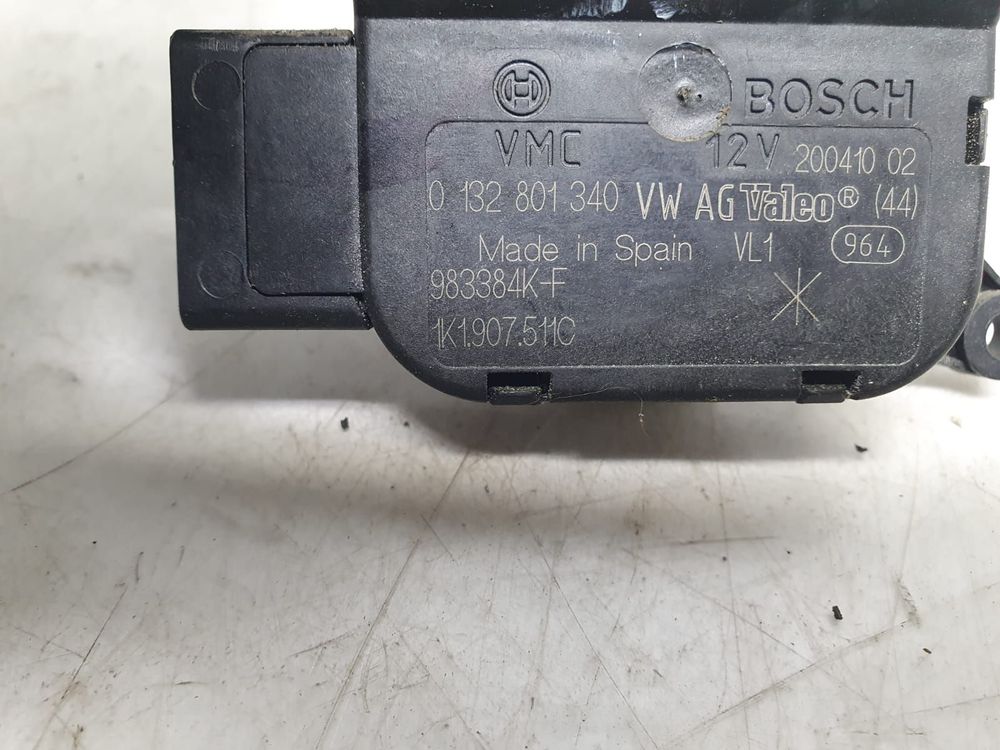 BOSCH
VMC 12V 200410 02
0 132 801 340 VW AG Valeo® (44)
Made in Spain VL1 964
983384K-F
1K1.907.511C